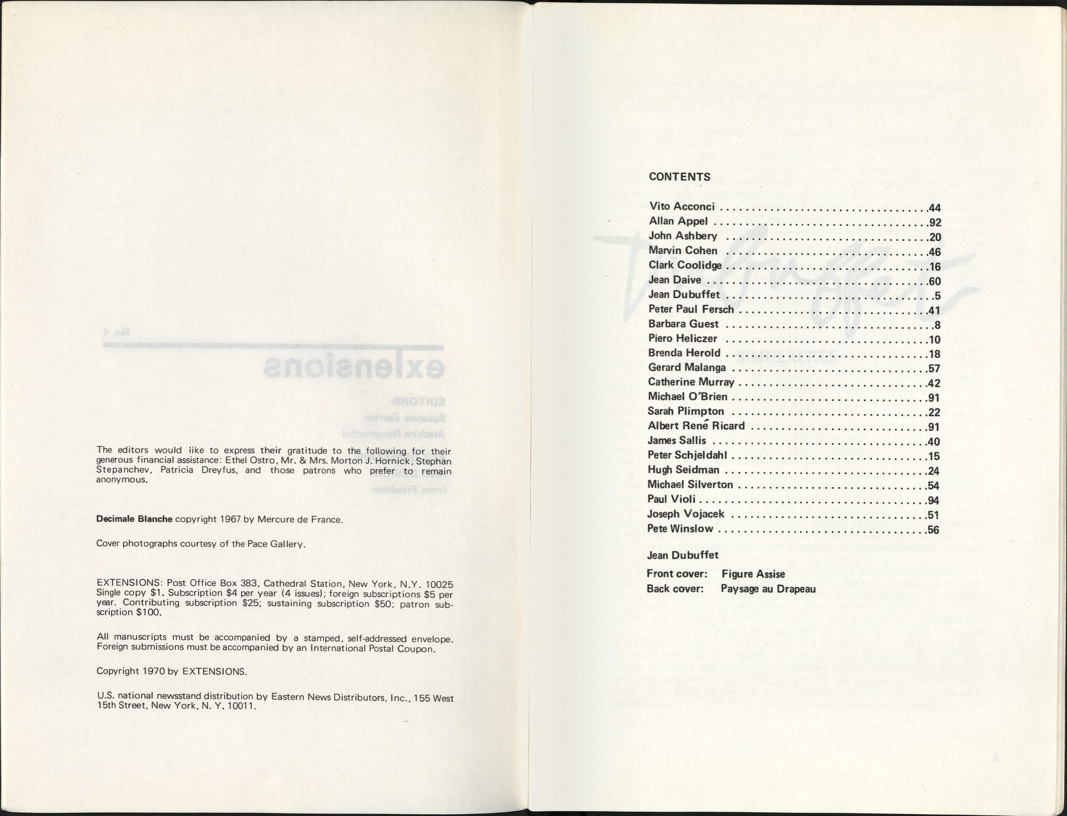 No. 4
extensions
EDITORS:
Suzanne Zavrian
Joachim Neugroschel
Irene Friedman
The editors would like to express their gratitude to the following for their
generous financial assistance: Ethel Ostro, Mr. & Mrs. Morton J. Hornick, Stephan
Stepanchev, Patricia Dreyfus, and those patrons who prefer to remain
anonymous.
Decimale Blanche copyright 1967 by Mercure de France.
Cover photographs courtesy of the Pace Gallery.
EXTENSIONS: Post Office Box 383, Cathedral Station, New York, N.Y. 10025
Single copy $1. Subscription $4 per year (4 issues); foreign subscriptions $5 per
year. Contributing subscription $25; sustaining subscription $50; patron sub-
scription $100.
All manuscripts must be accompanied by a stamped, self-addressed envelope.
Foreign submissions must be accompanied by an International Postal Coupon.
Copyright 1970 by EXTENSIONS.
U.S. national newsstand distribution by Eastern News Distributors, Inc., 155 West
15th Street, New York, N. Y. 10011.
CONTENTS
Vito Acconci . . . . . . . . . . . . . . . . . . . . . . . . . . . . . . . .44
Allan Appel . . . . . . . . . . . . . . . . . . . . . . . . . . . . . . . . .92
John Ashbery . . . . . . . . . . . . . . . . . . . . . . . . . . . . . . .20
Marvin Cohen . . . . . . . . . . . . . . . . . . . . . . . . . . . . . . .46
Clark Coolidge . . . . . . . . . . . . . . . . . . . . . . . . . . . . . . .16
Jean Daive . . . . . . . . . . . . . . . . . . . . . . . . . . . . . . . . . .60
Jean Dubuffet . . . . . . . . . . . . . . . . . . . . . . . . . . . . . . . .5
Peter Paul Fersch . . . . . . . . . . . . . . . . . . . . . . . . . . . . .41
Barbara Guest . . . . . . . . . . . . . . . . . . . . . . . . . . . . . . . .8
Piero Heliczer . . . . . . . . . . . . . . . . . . . . . . . . . . . . . . .10
Brenda Herold . . . . . . . . . . . . . . . . . . . . . . . . . . . . . . .18
Gerard Malanga . . . . . . . . . . . . . . . . . . . . . . . . . . . . . .57
Catherine Murray . . . . . . . . . . . . . . . . . . . . . . . . . . . . .42
Michael O'Brien . . . . . . . . . . . . . . . . . . . . . . . . . . . . . .91
Sarah Plimpton . . . . . . . . . . . . . . . . . . . . . . . . . . . . . .22
Albert René Ricard . . . . . . . . . . . . . . . . . . . . . . . . . . .91
James Sallis . . . . . . . . . . . . . . . . . . . . . . . . . . . . . . . . .40
Peter Schjeldahl . . . . . . . . . . . . . . . . . . . . . . . . . . . . . .15
Hugh Seidman . . . . . . . . . . . . . . . . . . . . . . . . . . . . . . .24
Michael Silverton . . . . . . . . . . . . . . . . . . . . . . . . . . . . .54
Paul Violi . . . . . . . . . . . . . . . . . . . . . . . . . . . . . . . . . . .94
Joseph Vojacek . . . . . . . . . . . . . . . . . . . . . . . . . . . . . .51
Pete Winslow . . . . . . . . . . . . . . . . . . . . . . . . . . . . . . . .56
Jean Dubuffet
Front cover: Figure Assise
Back cover: Paysage au Drapeau